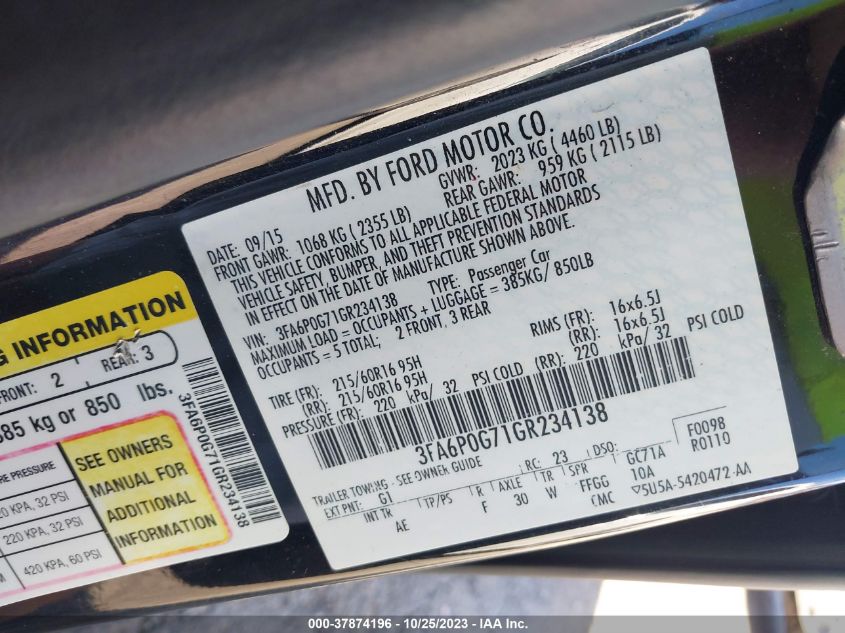 MFD. BY FORD MOTOR CO.
DATE: 09/15 GVWR: 2023 KG ( 4460 LB)
FRONT GAWR: 1068 KG ( 2355 LB) REAR GAWR: 959 KG ( 2115 LB)
THIS VEHICLE CONFORMS TO ALL APPLICABLE FEDERAL MOTOR
VEHICLE SAFETY, BUMPER, AND THEFT PREVENTION STANDARDS
IN EFFECT ON THE DATE OF MANUFACTURE SHOWN ABOVE.
VIN: 3FA6P0G71GR234138 TYPE: Passenger Car
MAXIMUM LOAD = OCCUPANTS + LUGGAGE = 385KG/ 850LB
OCCUPANTS = 5 TOTAL; 2 FRONT, 3 REAR
TIRE (FR): 215/60R16 95H RIMS (FR): 16x6.5J
(RR): 215/60R16 95H (RR): 16x6.5J
PRESSURE (FR): 220 kPa/ 32 PSI COLD (RR): 220 kPa/ 32 PSI COLD
3FA6P0G71GR234138
TRAILER TOWING - SEE OWNER GUIDE
EXT PNT: G1 RC: 23 DSO: F0098
INT TR TP/PS R AXLE TR SPR GC71A R0110
AE F 30 W FFGG 10A
CMC 5U5A-5420472-AA
G INFORMATION
FRONT: 2 REAR: 3
385 kg or 850 lbs.
3FA6P0G71GR234138
RE PRESSURE
220 KPA, 32 PSI
220 KPA, 32 PSI
420 KPA, 60 PSI
SEE OWNERS
MANUAL FOR
ADDITIONAL
INFORMATION
000-37874196 - 10/25/2023 - IAA Inc.